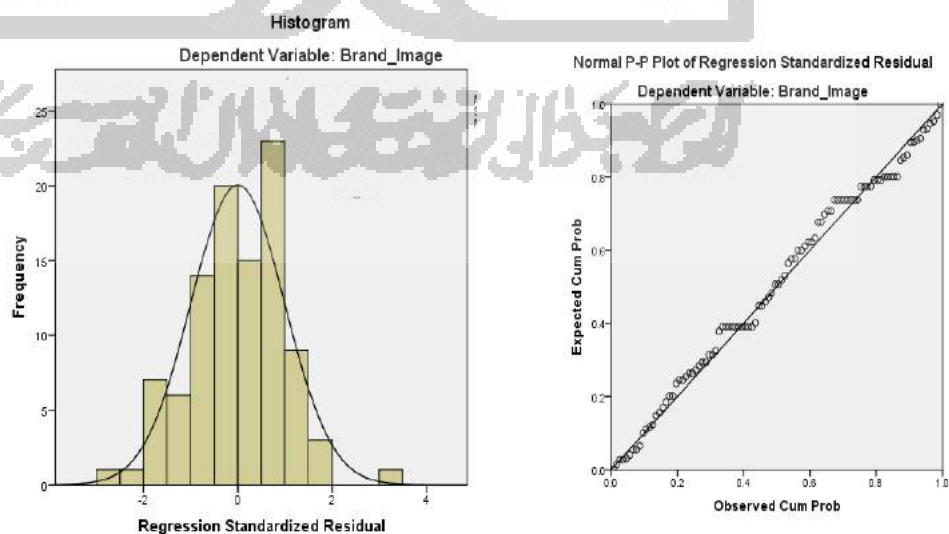 Histogram
Dependent Variable: Brand_Image
25
20
15
10
5
0
Frequency
-2
0
2
4
Regression Standardized Residual
Normal P-P Plot of Regression Standardized Residual
Dependent Variable: Brand_Image
1.0
0.8
0.6
0.4
0.2
0.0
Expected Cum Prob
0.0
0.2
0.4
0.6
0.8
1.0
Observed Cum Prob